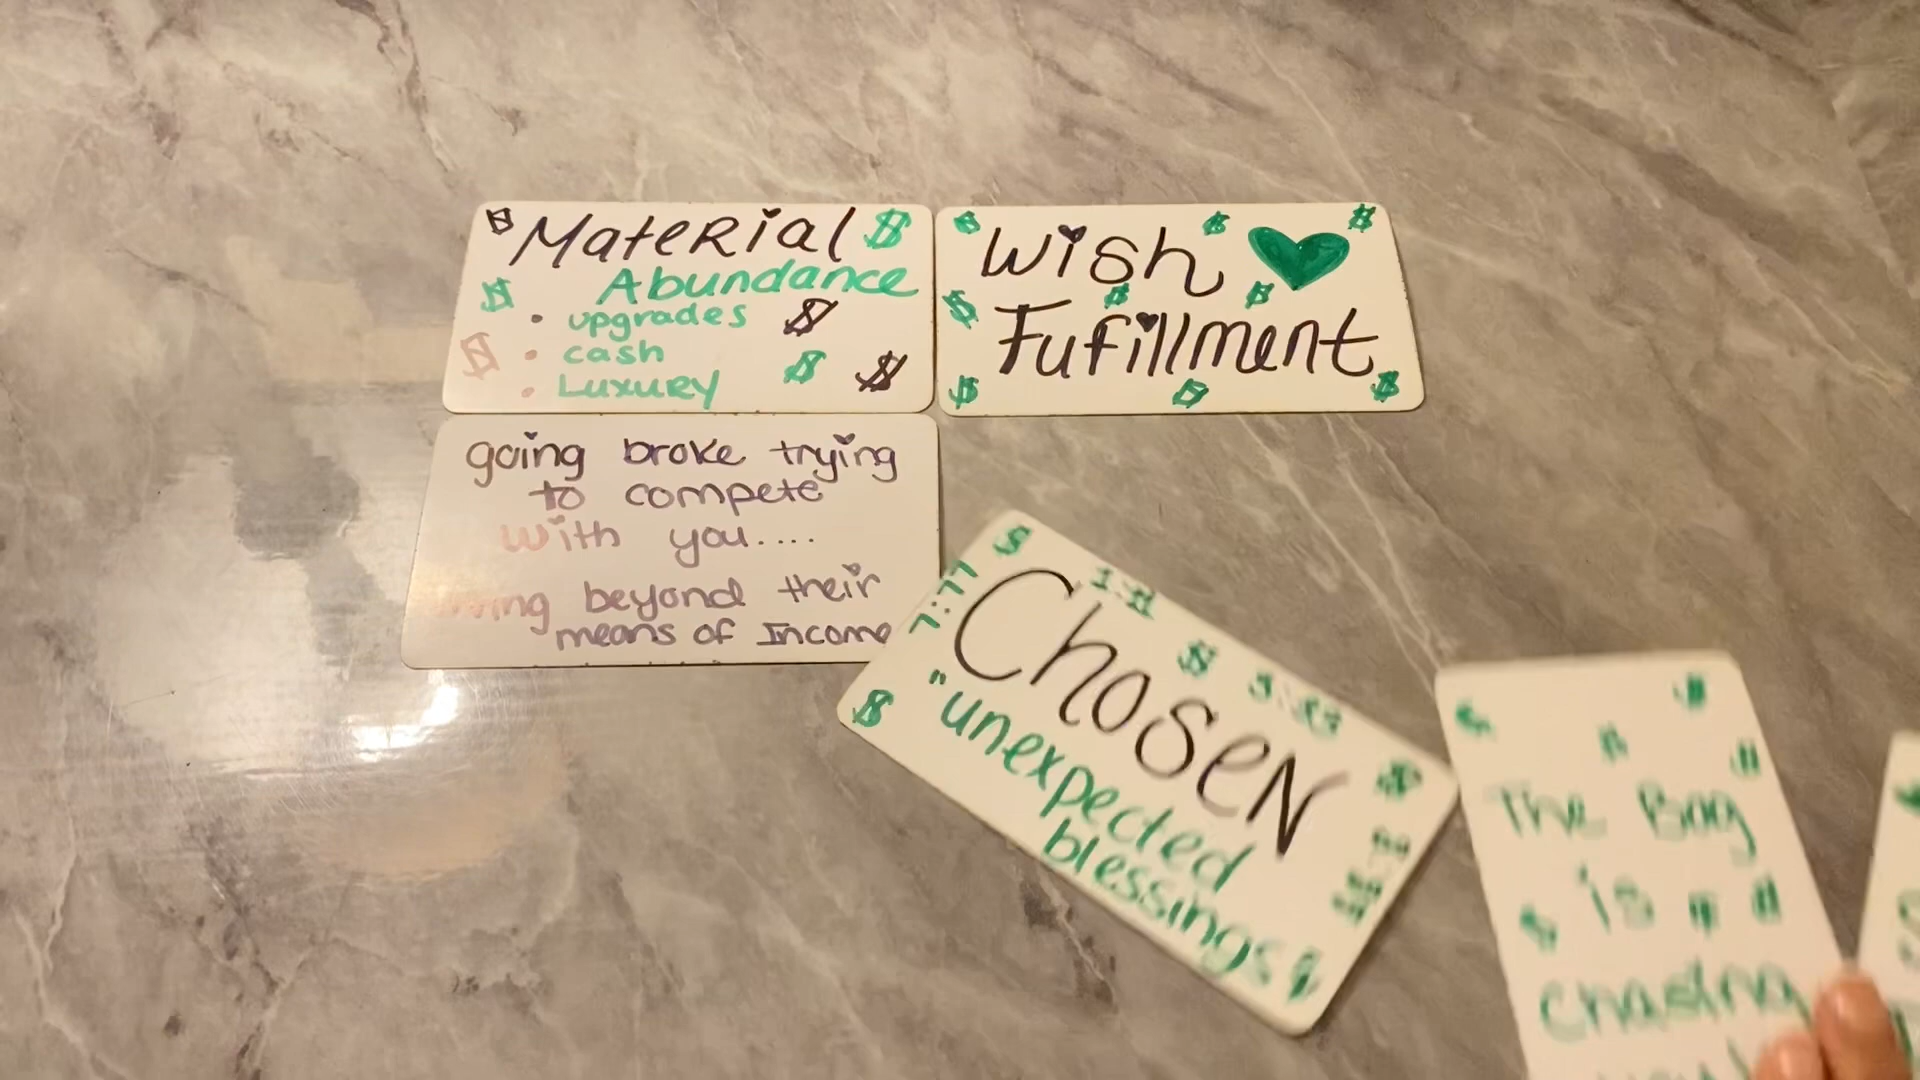 Material
Abundance
• upgrades
• cash
• Luxury
Wish
Fufillment
going broke trying
to compete
with you....
beyond their
means of Income
7:77
Chosen
"unexpected
blessings
The Bag
is
chasing